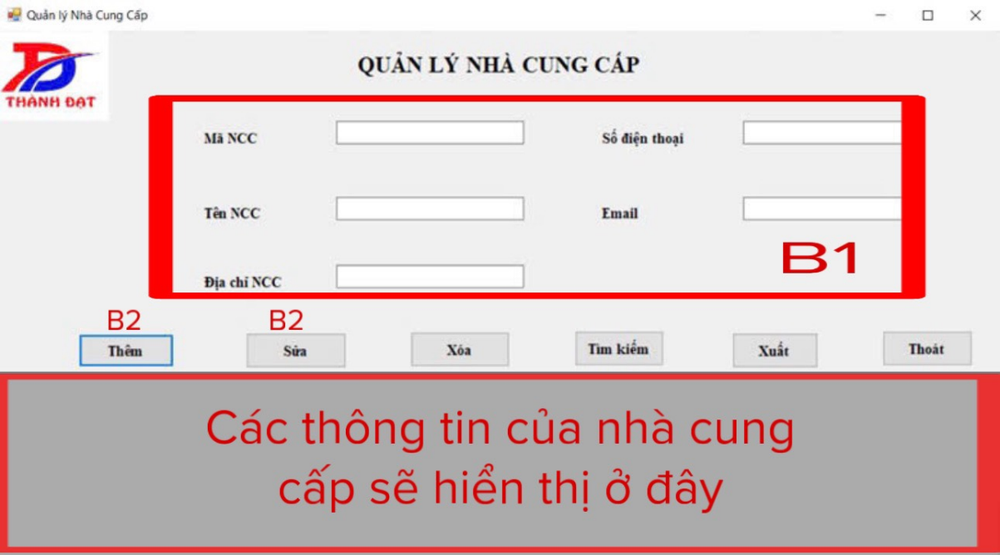 Quản lý Nhà Cung Cấp
THÀNH ĐẠT
QUẢN LÝ NHÀ CUNG CẤP
Mã NCC
Số điện thoại
Tên NCC
Email
Địa chỉ NCC
B1
B2
B2
Thêm
Sửa
Xóa
Tìm kiếm
Xuất
Thoát
Các thông tin của nhà cung
cấp sẽ hiển thị ở đây